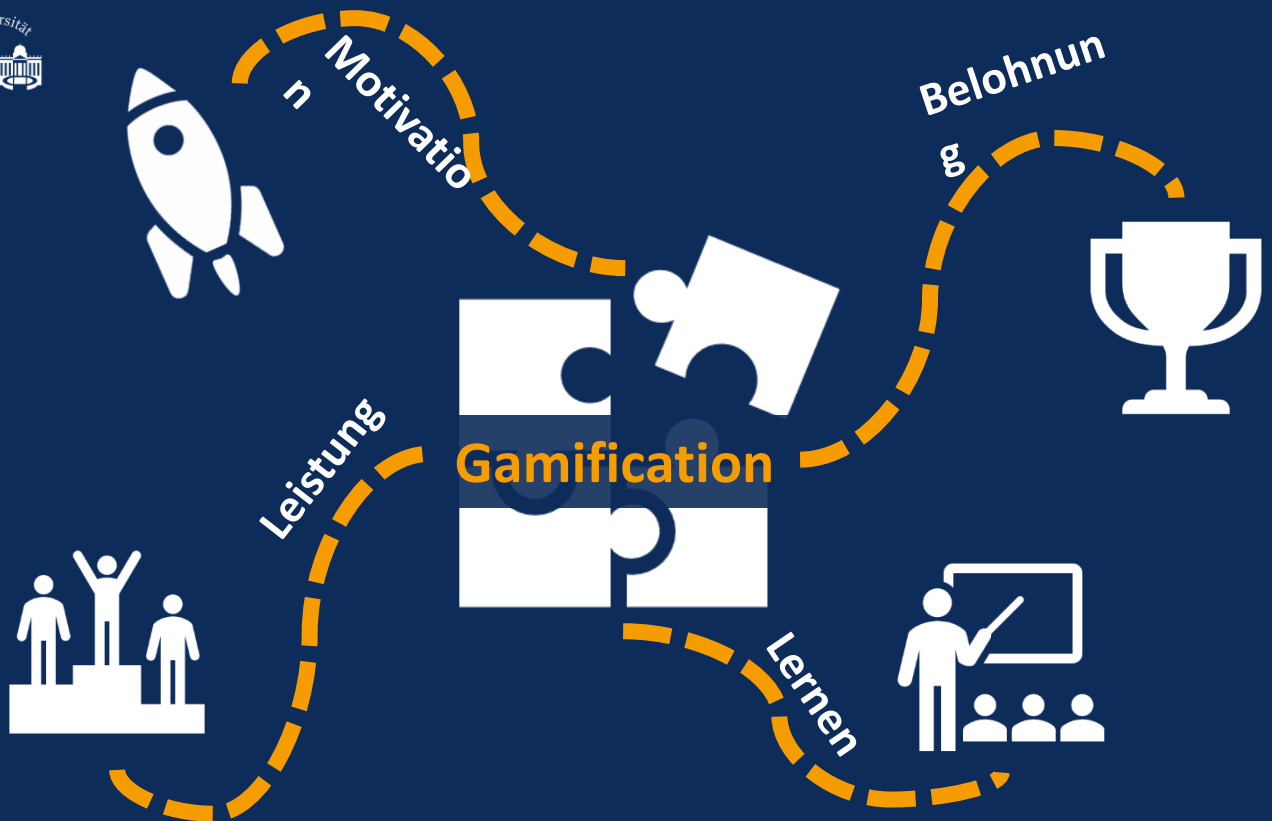 Motivatio
n
Belohnun
g
Leistung
Gamification
Lernen